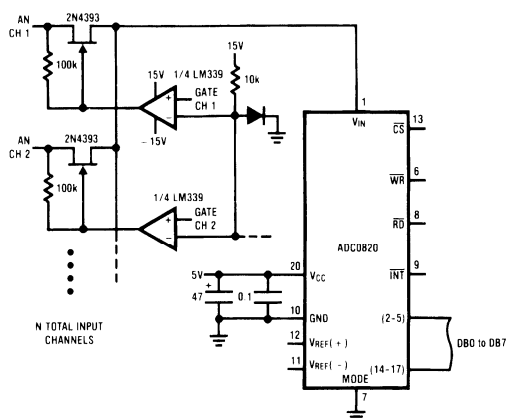 AN
CH 1
2N4393
100k
15V
1/4 LM339
+
−
GATE
CH 1
− 15V
15V
10k
AN
CH 2
2N4393
100k
1/4 LM339
+
−
GATE
CH 2
N TOTAL INPUT
CHANNELS
5V
+
47
0.1
1
VIN
20
VCC
10
GND
12
VREF(+)
11
VREF(−)
MODE
7
ADC0820
CS
13
WR
6
RD
8
INT
9
(2-5)
(14-17)
DB0 to DB7